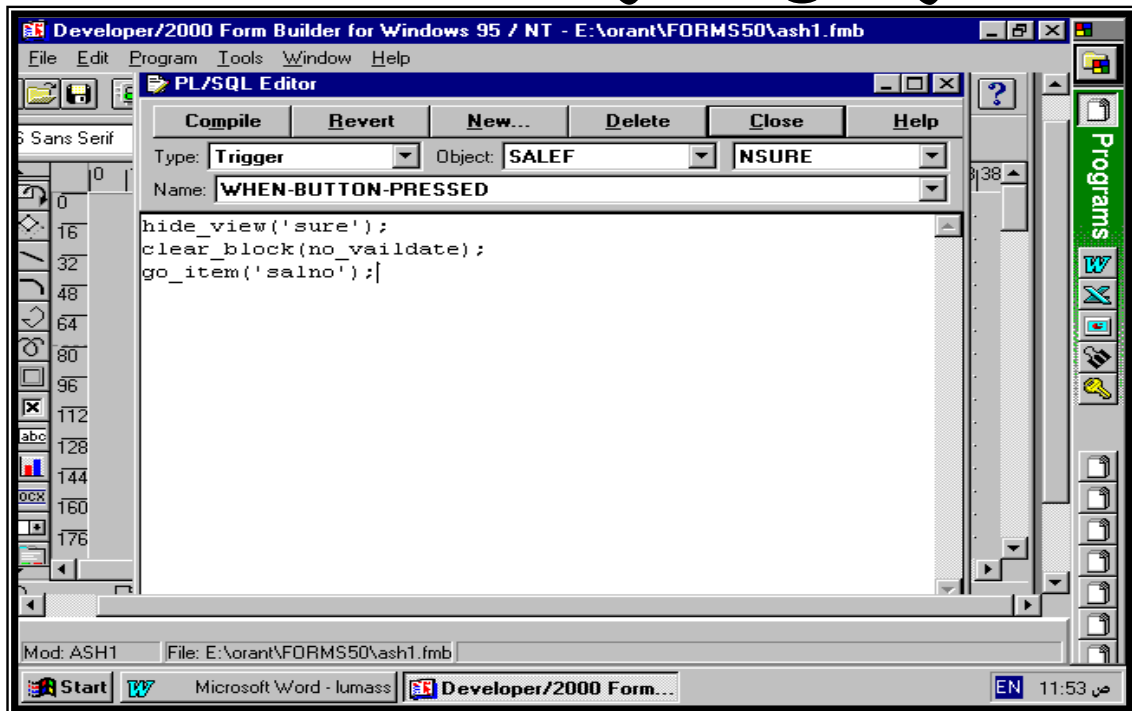 Developer/2000 Form Builder for Windows 95 / NT - E:\orant\FORMS50\ash1.fmb
File Edit Program Tools Window Help
PL/SQL Editor
Compile Revert New... Delete Close Help
S Sans Serif
Type: Trigger Object: SALEF NSURE
Name: WHEN-BUTTON-PRESSED
0
38
0
16
32
48
64
80
96
112
128
144
160
176
hide_view('sure');
clear_block(no_vaildate);
go_item('salno');
abc
OCX
Programs
Mod: ASH1 File: E:\orant\FORMS50\ash1.fmb
Start Microsoft Word - lumass Developer/2000 Form... EN 11:53 ص